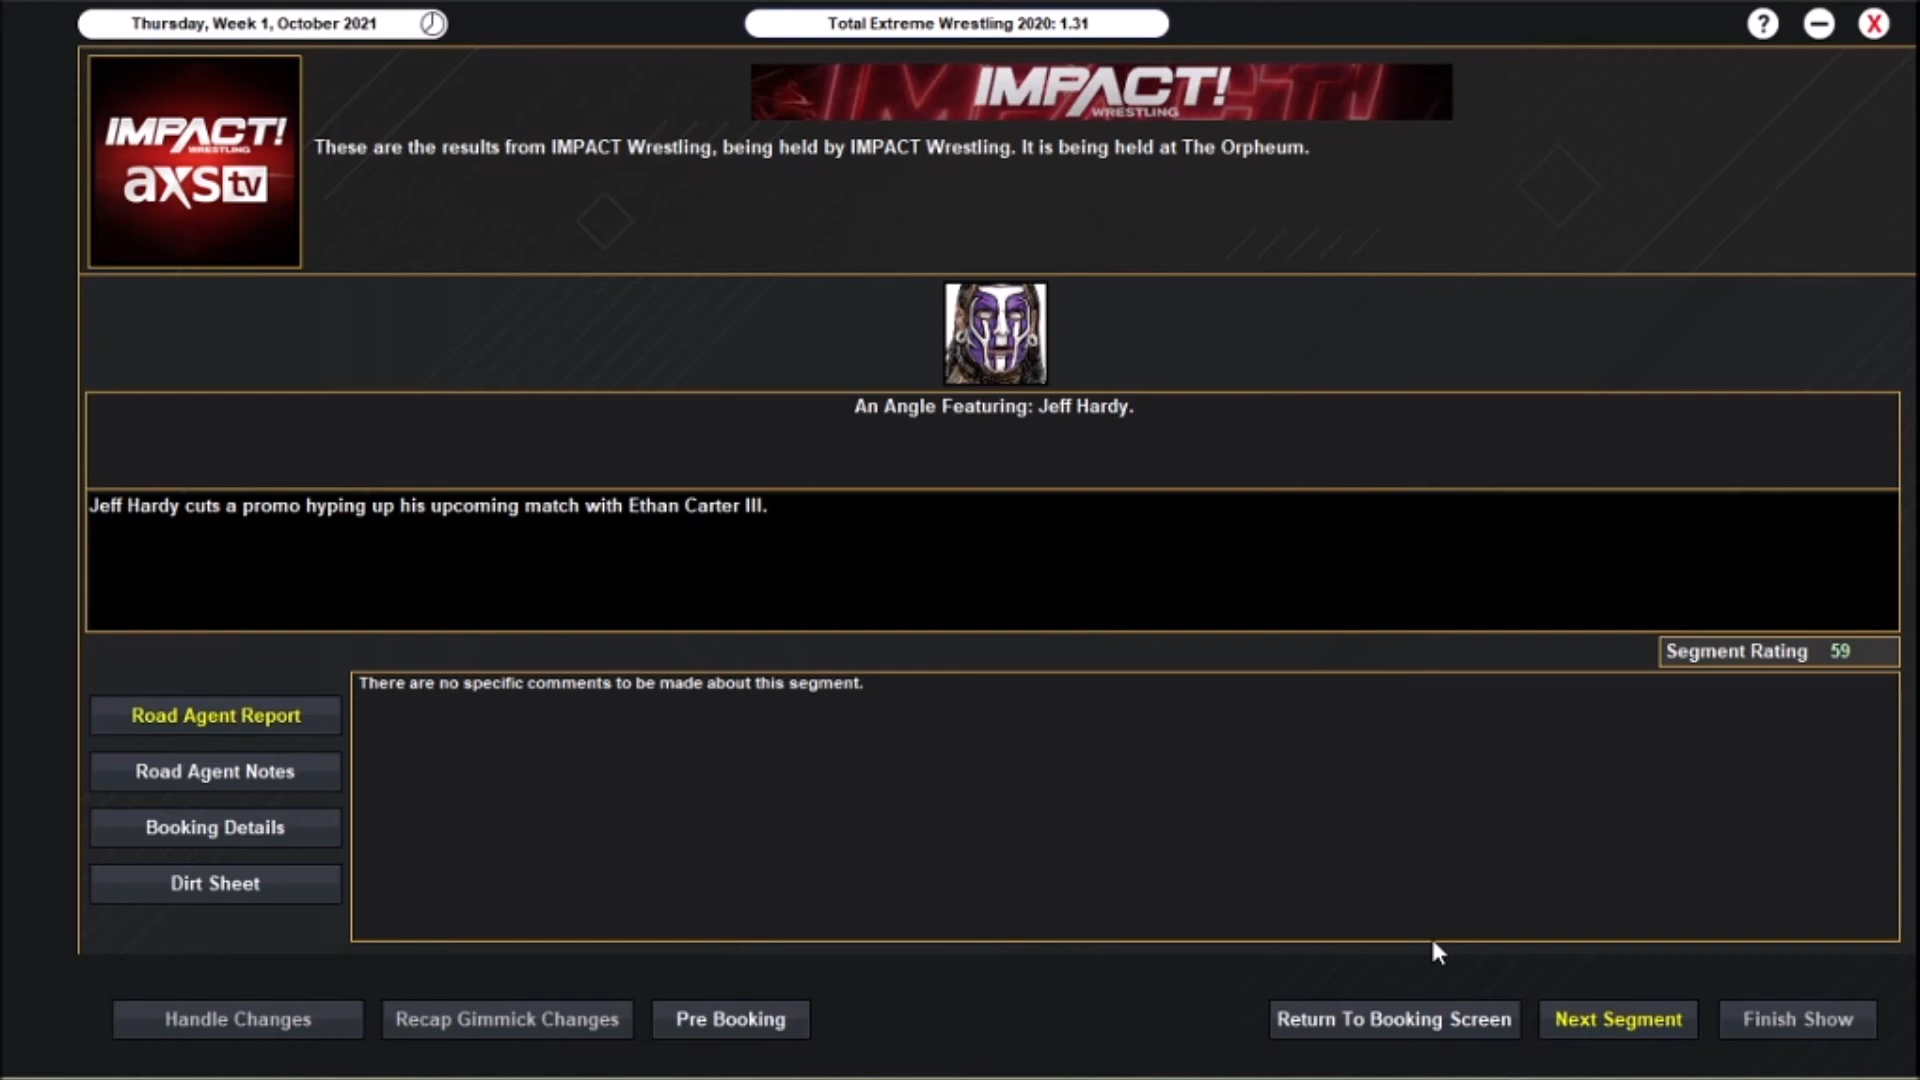 Thursday, Week 1, October 2021
Total Extreme Wrestling 2020: 1.31
?
X
IMPACT!
WRESTLING
axs tv
IMPACT!
WRESTLING
These are the results from IMPACT Wrestling, being held by IMPACT Wrestling. It is being held at The Orpheum.
An Angle Featuring: Jeff Hardy.
Jeff Hardy cuts a promo hyping up his upcoming match with Ethan Carter III.
Segment Rating 59
There are no specific comments to be made about this segment.
Road Agent Report
Road Agent Notes
Booking Details
Dirt Sheet
Handle Changes
Recap Gimmick Changes
Pre Booking
Return To Booking Screen
Next Segment
Finish Show